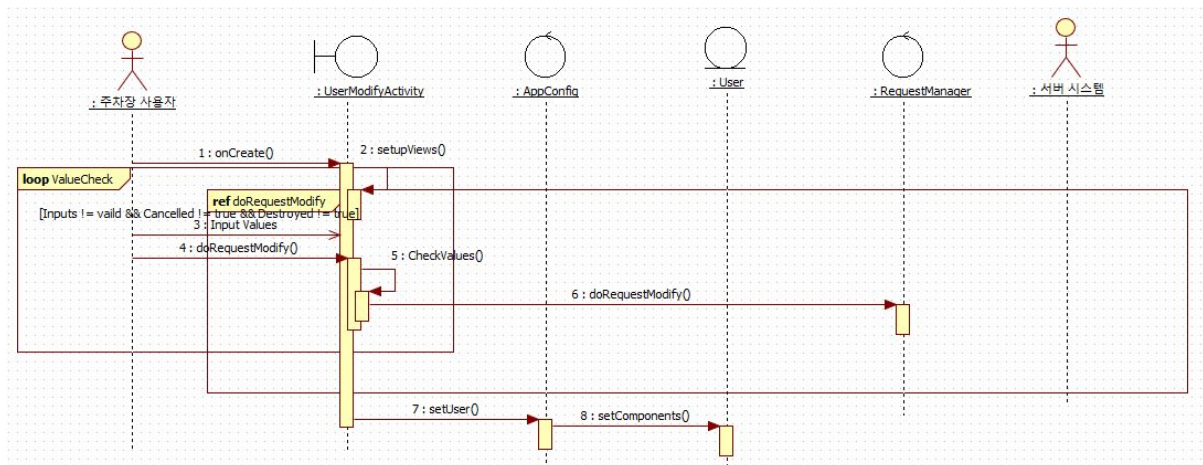 : 주차장 사용자
: UserModifyActivity
: AppConfig
: User
: RequestManager
: 서버 시스템
1 : onCreate()
2 : setupViews()
loop ValueCheck
ref doRequestModify
[Inputs != vaild && Cancelled != true && Destroyed != true]
3 : Input Values
4 : doRequestModify()
5 : CheckValues()
6 : doRequestModify()
7 : setUser()
8 : setComponents()